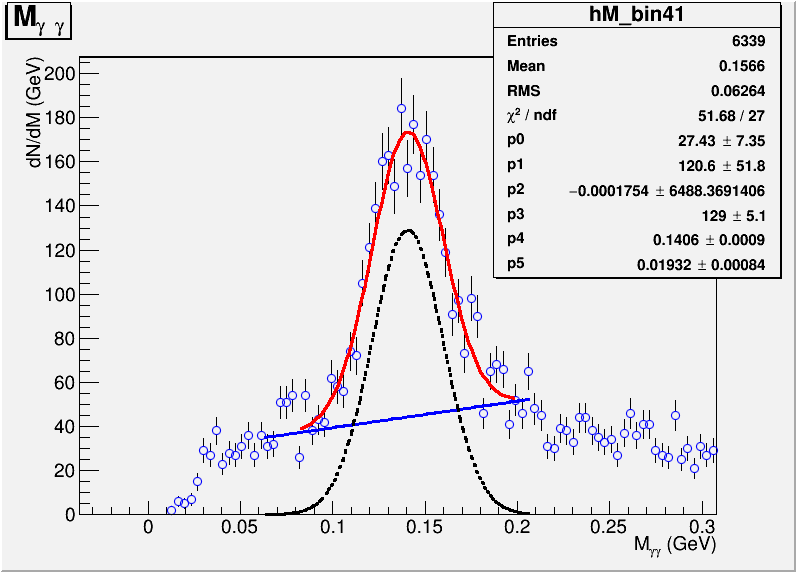 M γ γ
hM_bin41
Entries 6339
Mean 0.1566
RMS 0.06264
χ² / ndf 51.68 / 27
p0 27.43 ± 7.35
p1 120.6 ± 51.8
p2 −0.0001754 ± 6488.3691406
p3 129 ± 5.1
p4 0.1406 ± 0.0009
p5 0.01932 ± 0.00084
dN/dM (GeV)
200
180
160
140
120
100
80
60
40
20
0
0 0.05 0.1 0.15 0.2 0.25 0.3
Mγγ (GeV)